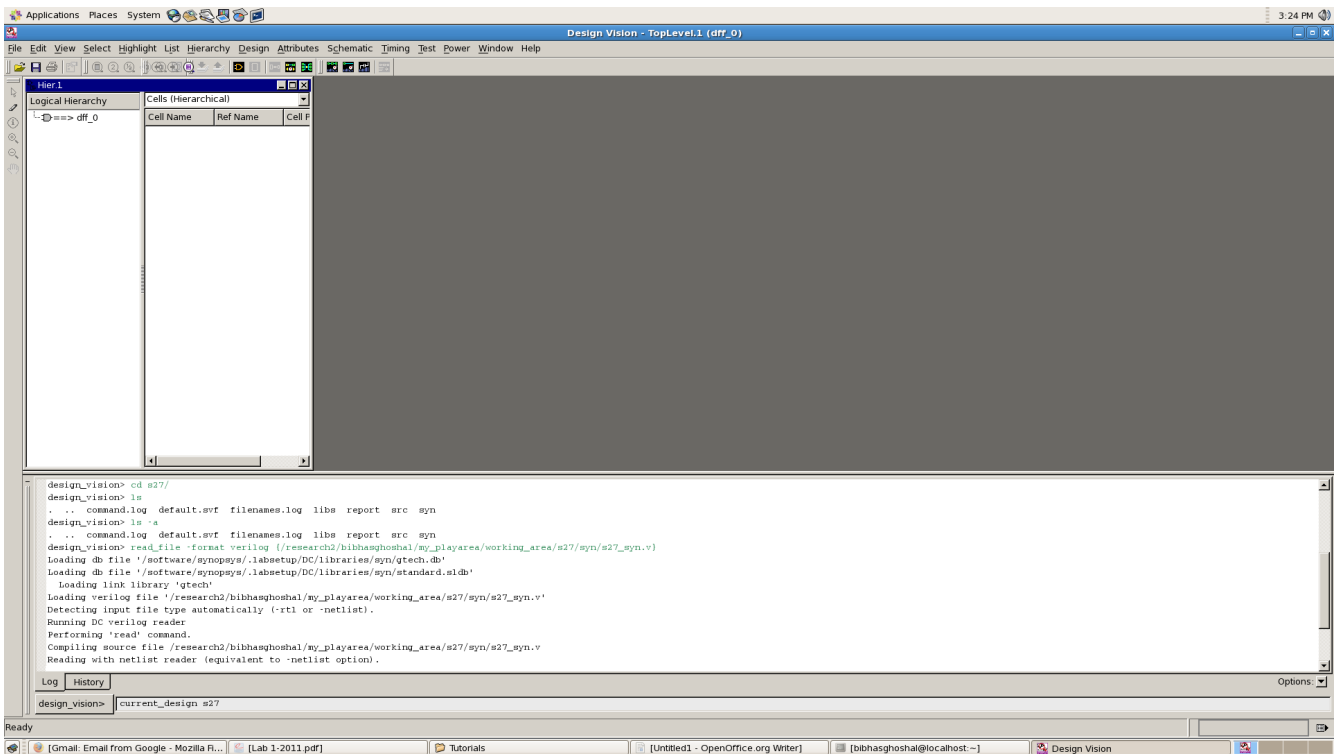 Applications Places System
3:24 PM
Design Vision - TopLevel.1 (dff_0)
File Edit View Select Highlight List Hierarchy Design Attributes Schematic Timing Test Power Window Help
Hier.1
Logical Hierarchy
Cells (Hierarchical)
==> dff_0
Cell Name Ref Name Cell P
design_vision> cd s27/
design_vision> ls
. .. command.log default.svf filenames.log libs report src syn
design_vision> ls -a
. .. command.log default.svf filenames.log libs report src syn
design_vision> read_file -format verilog {/research2/bibhasghoshal/my_playarea/working_area/s27/syn/s27_syn.v}
Loading db file '/software/synopsys/.labsetup/DC/libraries/syn/gtech.db'
Loading db file '/software/synopsys/.labsetup/DC/libraries/syn/standard.sldb'
Loading link library 'gtech'
Loading verilog file '/research2/bibhasghoshal/my_playarea/working_area/s27/syn/s27_syn.v'
Detecting input file type automatically (-rtl or -netlist).
Running DC verilog reader
Performing 'read' command.
Compiling source file /research2/bibhasghoshal/my_playarea/working_area/s27/syn/s27_syn.v
Reading with netlist reader (equivalent to -netlist option).
Log History
Options:
design_vision> current_design s27
Ready
[Gmail: Email from Google - Mozilla Fi... [Lab 1-2011.pdf] Tutorials [Untitled1 - OpenOffice.org Writer] [bibhasghoshal@localhost:~] Design Vision